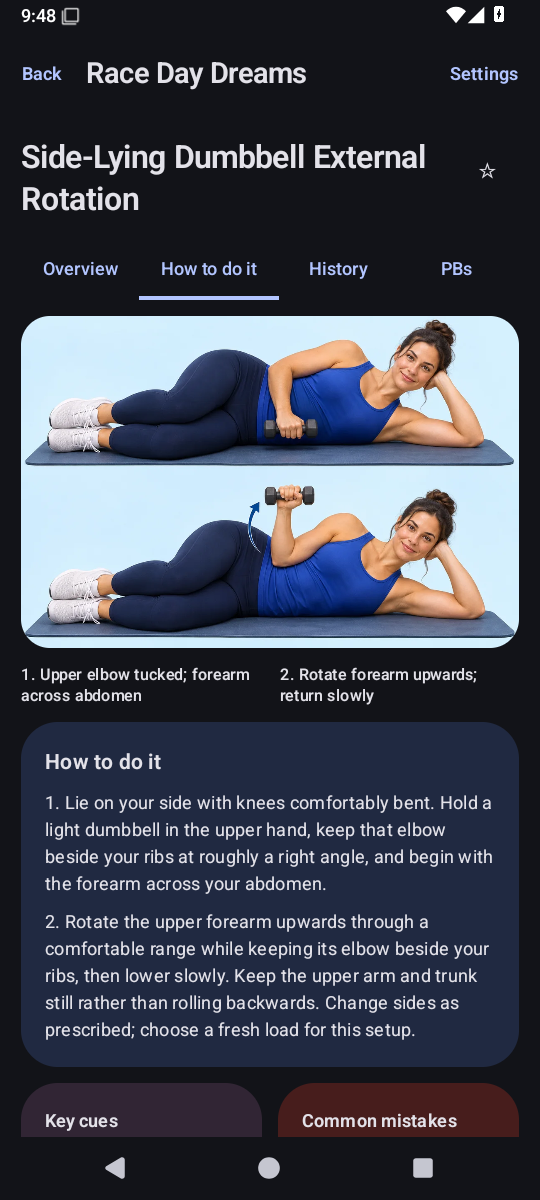 9:48
Back
Race Day Dreams
Settings
Side-Lying Dumbbell External
Rotation
Overview
How to do it
History
PBs
1. Upper elbow tucked; forearm
across abdomen
2. Rotate forearm upwards;
return slowly
How to do it
1. Lie on your side with knees comfortably bent. Hold a
light dumbbell in the upper hand, keep that elbow
beside your ribs at roughly a right angle, and begin with
the forearm across your abdomen.
2. Rotate the upper forearm upwards through a
comfortable range while keeping its elbow beside your
ribs, then lower slowly. Keep the upper arm and trunk
still rather than rolling backwards. Change sides as
prescribed; choose a fresh load for this setup.
Key cues
Common mistakes